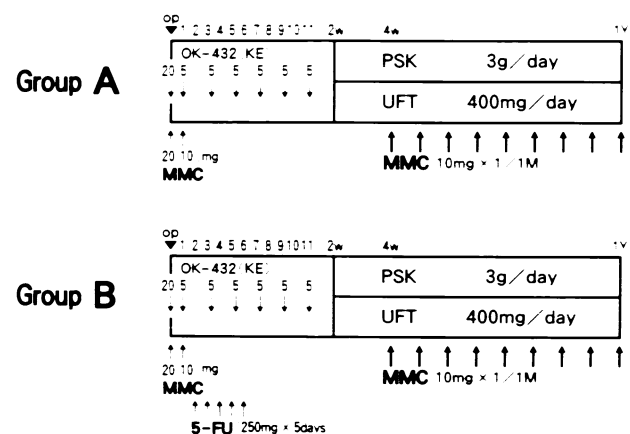 op
1 2 3 4 5 6 7 8 9 10 11 2w 4w 1Y
OK-432 (KE)
20 5 5 5 5 5 5
PSK 3g/day
Group A
UFT 400mg/day
20 10 mg
MMC
MMC 10mg × 1/1M
op
1 2 3 4 5 6 7 8 9 10 11 2w 4w 1Y
OK-432 (KE)
20 5 5 5 5 5 5
PSK 3g/day
Group B
UFT 400mg/day
20 10 mg
MMC
MMC 10mg × 1/1M
5-FU 250mg × 5days